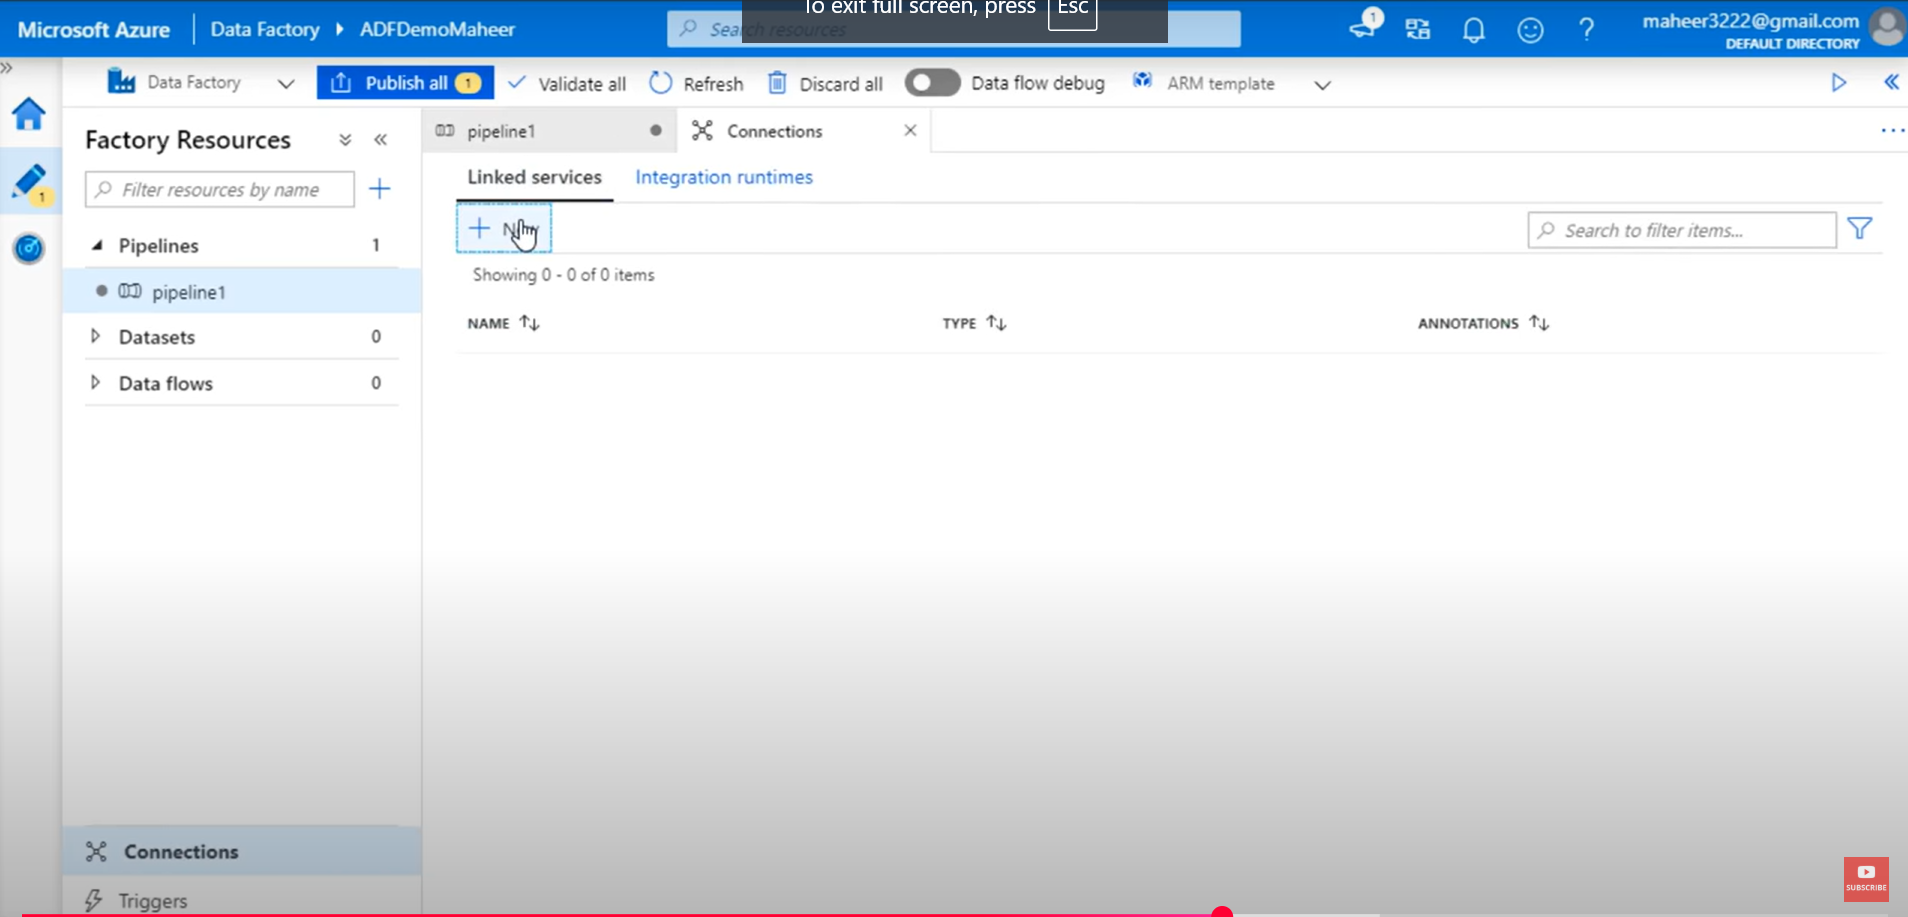 To exit full screen, press Esc
Microsoft Azure Data Factory ADFDemoMaheer Search resources 1 ? maheer3222@gmail.com
DEFAULT DIRECTORY
Data Factory Publish all 1 Validate all Refresh Discard all Data flow debug ARM template
Factory Resources
pipeline1 Connections
Filter resources by name
1
Linked services Integration runtimes
Search to filter items...
Showing 0 - 0 of 0 items
NAME TYPE ANNOTATIONS
Pipelines 1
pipeline1
Datasets 0
Data flows 0
Connections
Triggers
SUBSCRIBE